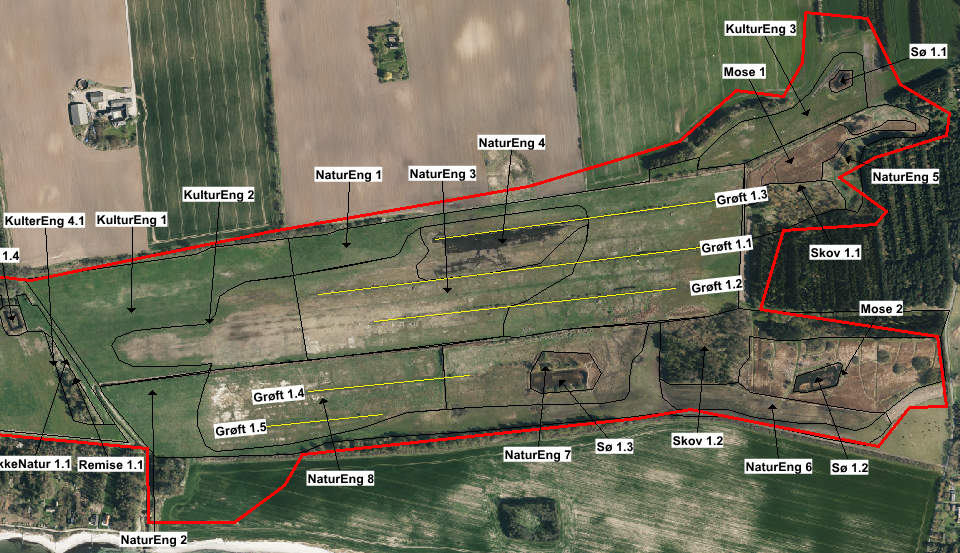 KulturEng 3
Sø 1.1
Mose 1
NaturEng 4
NaturEng 1
NaturEng 3
NaturEng 5
KulturEng 2
Grøft 1.3
KulterEng 4.1
KulturEng 1
Grøft 1.1
Skov 1.1
1.4
Grøft 1.2
Mose 2
Grøft 1.4
Grøft 1.5
Skov 1.2
Sø 1.3
NaturEng 7
kkeNatur 1.1
Remise 1.1
NaturEng 6
Sø 1.2
NaturEng 8
NaturEng 2